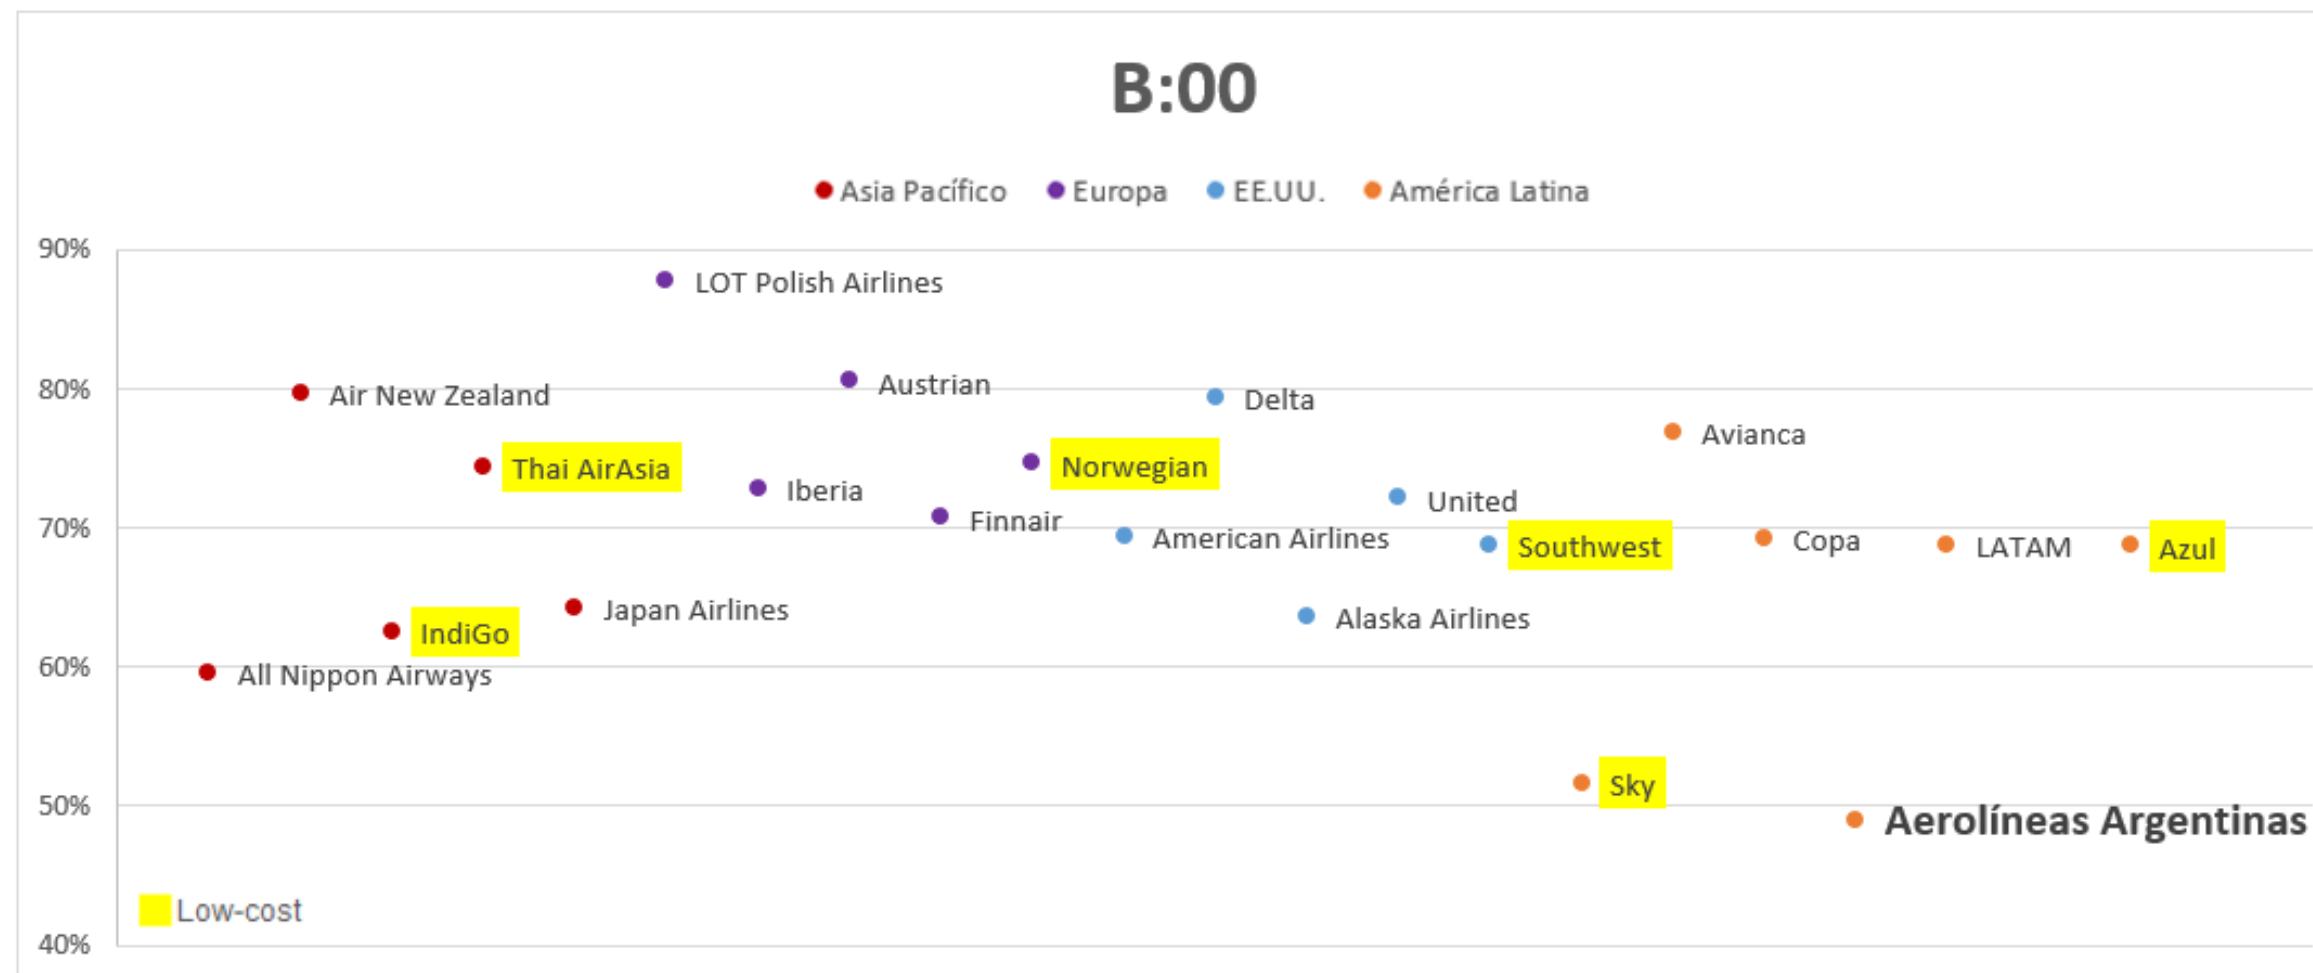 B:00
Asia Pacífico Europa EE.UU. América Latina
90%
LOT Polish Airlines
80%
Air New Zealand
Austrian
Delta
Avianca
Thai AirAsia
Norwegian
Iberia
United
70%
Finnair
American Airlines
Southwest
Copa
LATAM
Azul
Japan Airlines
Alaska Airlines
IndiGo
60%
All Nippon Airways
Sky
50%
Aerolíneas Argentinas
Low-cost
40%